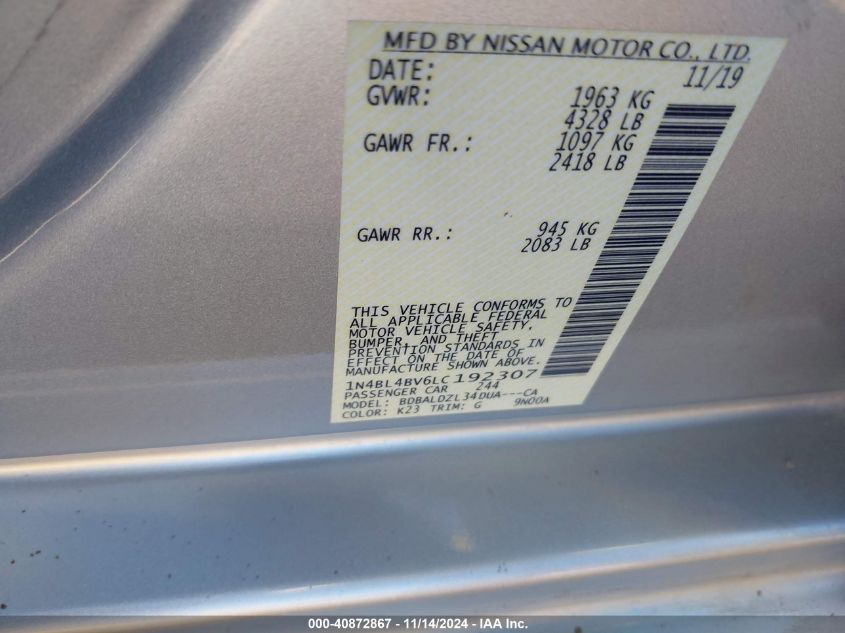 MFD BY NISSAN MOTOR CO., LTD.
DATE: 11/19
GVWR: 1963 KG
4328 LB
GAWR FR.: 1097 KG
2418 LB
GAWR RR.: 945 KG
2083 LB
THIS VEHICLE CONFORMS TO
ALL APPLICABLE FEDERAL
MOTOR VEHICLE SAFETY,
BUMPER, AND THEFT
PREVENTION STANDARDS IN
EFFECT ON THE DATE OF
MANUFACTURE SHOWN ABOVE.
1N4BL4BV6LC192307
PASSENGER CAR 244
MODEL: BDBALDZL34DUA---CA
COLOR: K23 TRIM: G 9N00A
000-40872867 - 11/14/2024 - IAA Inc.